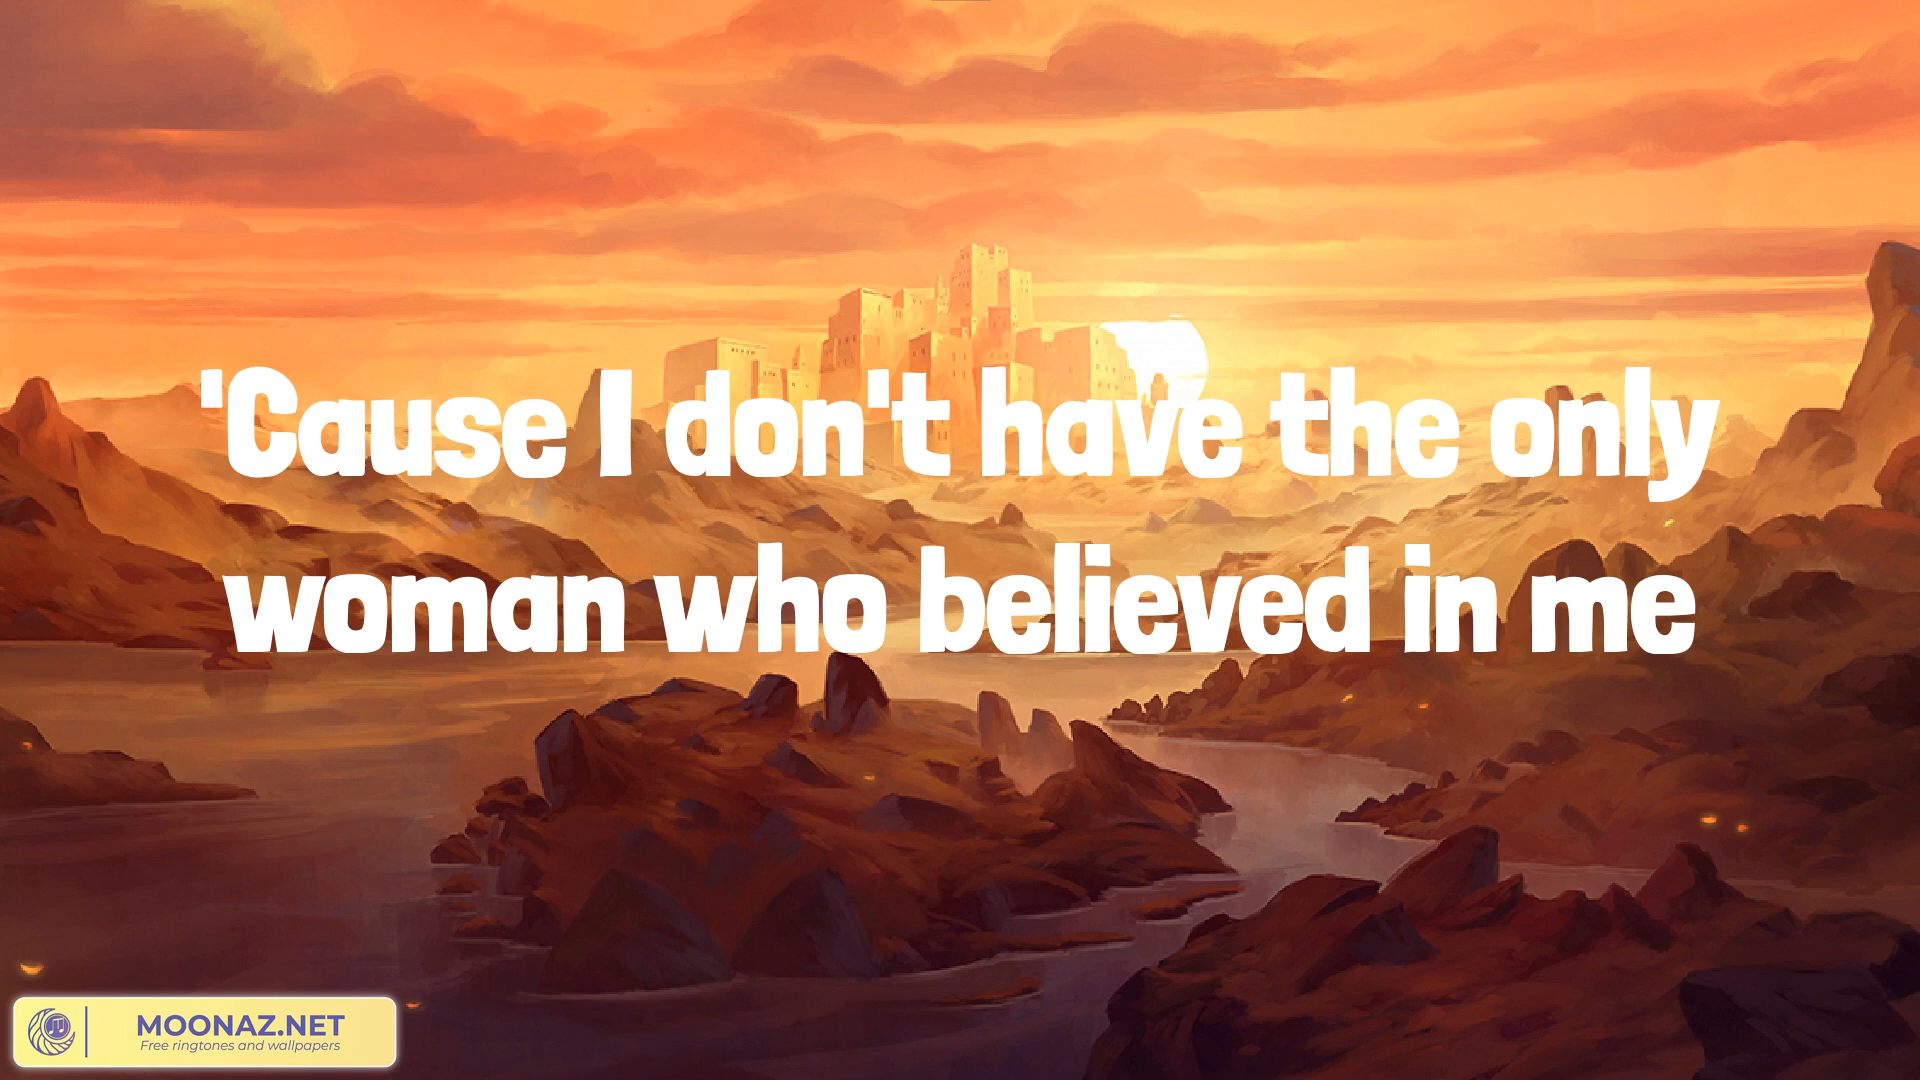 'Cause I don't have the only
woman who believed in me
MOONAZ.NET
Free ringtones and wallpapers